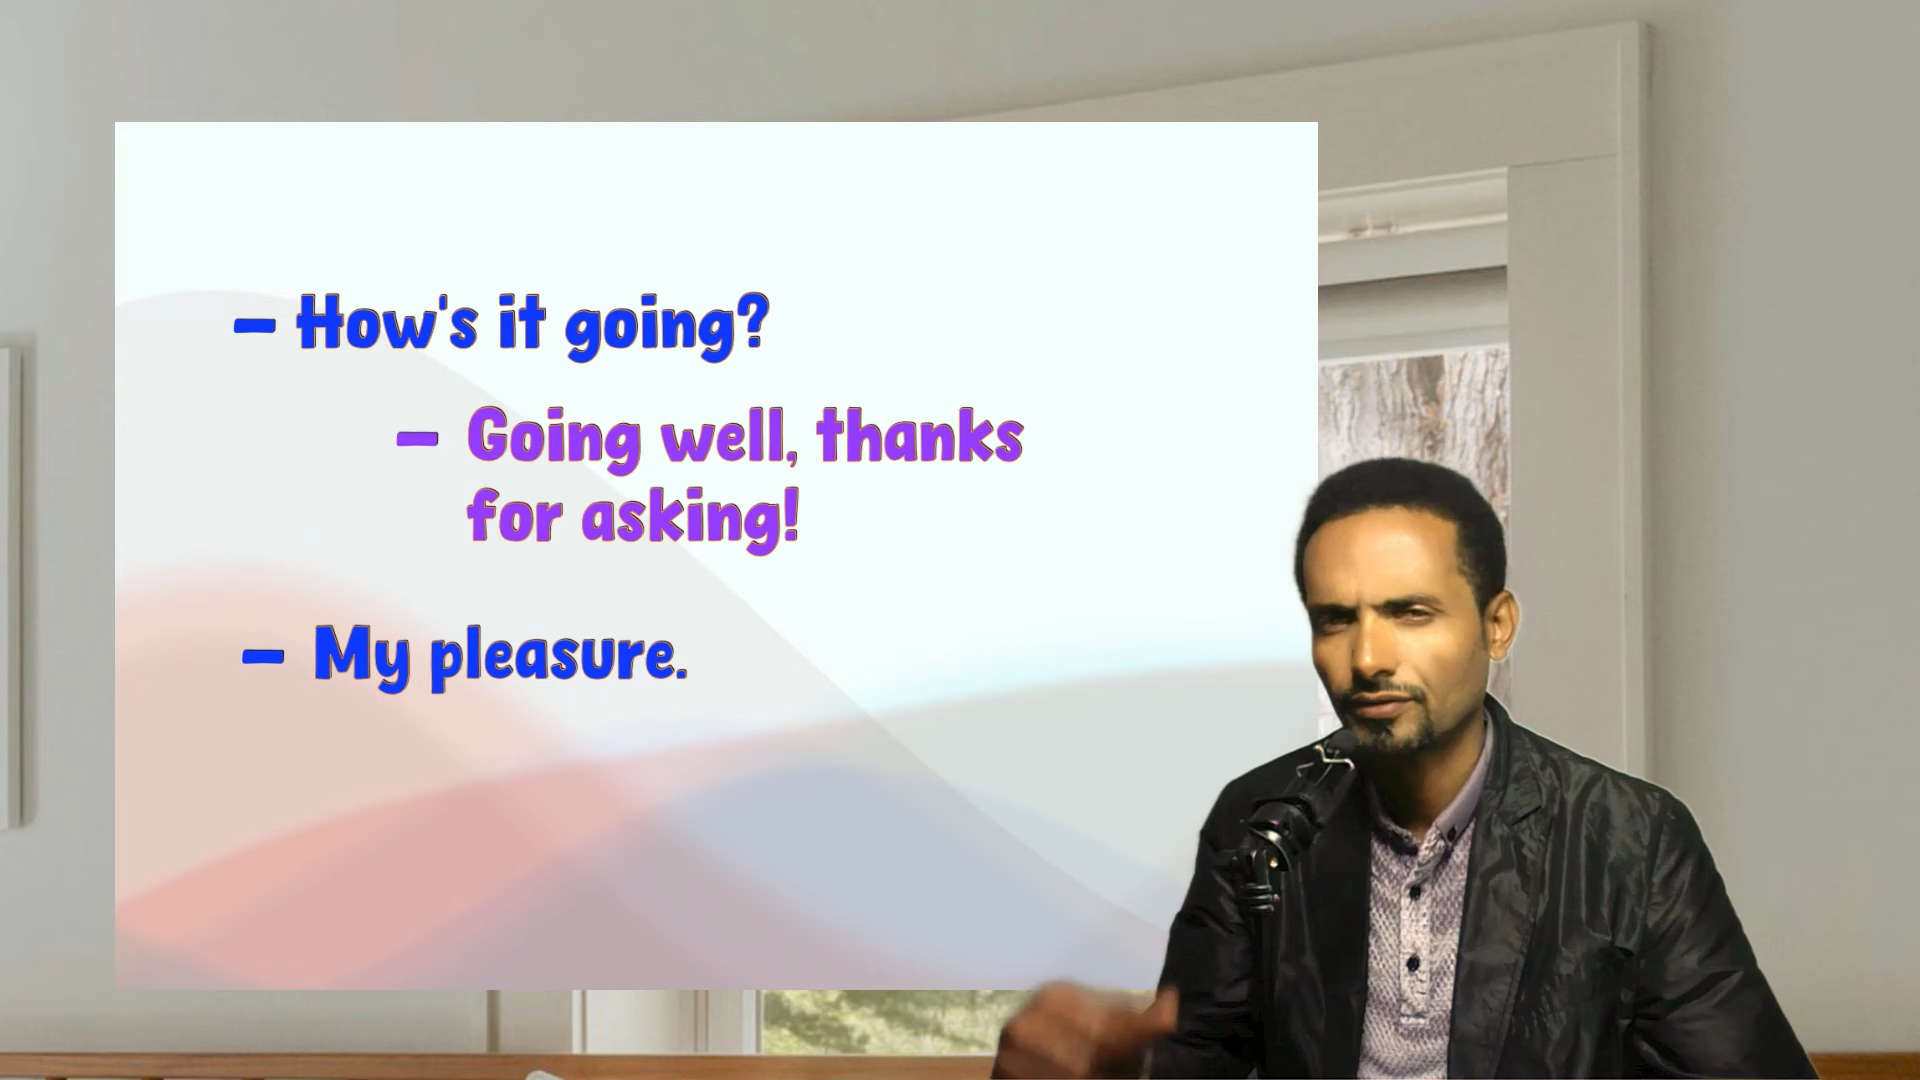 – How's it going?
– Going well, thanks
for asking!
– My pleasure.